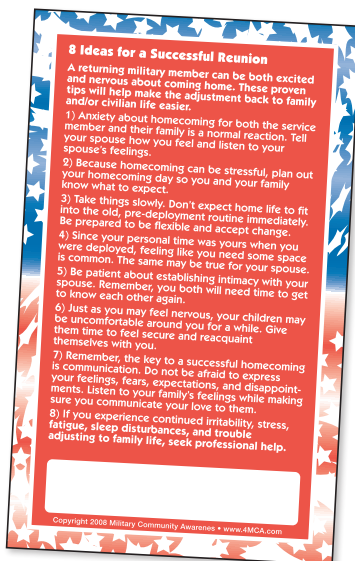 8 Ideas for a Successful Reunion
A returning military member can be both excited
and nervous about coming home. These proven
tips will help make the adjustment back to family
and/or civilian life easier.
1) Anxiety about homecoming for both the service
member and their family is a normal reaction. Tell
your spouse how you feel and listen to your
spouse's feelings.
2) Because homecoming can be stressful, plan out
your homecoming day so you and your family
know what to expect.
3) Take things slowly. Don't expect home life to fit
into the old, pre-deployment routine immediately.
Be prepared to be flexible and accept change.
4) Since your personal time was yours when you
were deployed, feeling like you need some space
is common. The same may be true for your spouse.
5) Be patient about establishing intimacy with your
spouse. Remember, you both will need time to get
to know each other again.
6) Just as you may feel nervous, your children may
be uncomfortable around you for a while. Give
them time to feel secure and reacquaint
themselves with you.
7) Remember, the key to a successful homecoming
is communication. Do not be afraid to express
your feelings, fears, expectations, and disappoint-
ments. Listen to your family's feelings while making
sure you communicate your love to them.
8) If you experience continued irritability, stress,
fatigue, sleep disturbances, and trouble
adjusting to family life, seek professional help.
Copyright 2008 Military Community Awarenes • www.4MCA.com